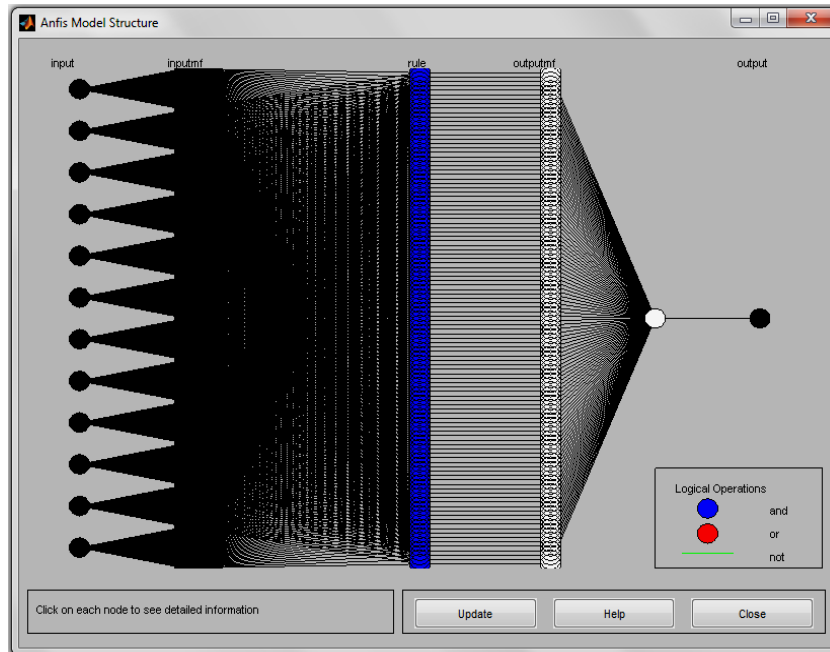 Anfis Model Structure
input inputmf rule outputmf output
Logical Operations
and
or
not
Click on each node to see detailed information
Update Help Close